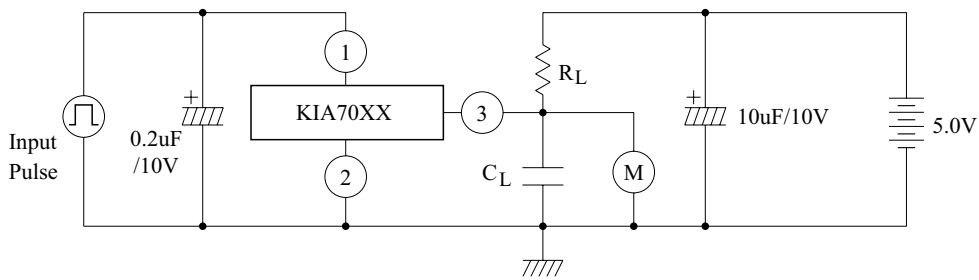 1
R
L
KIA70XX
3
+
+
Input
Pulse
0.2uF
/10V
10uF/10V
5.0V
2
C
L
M